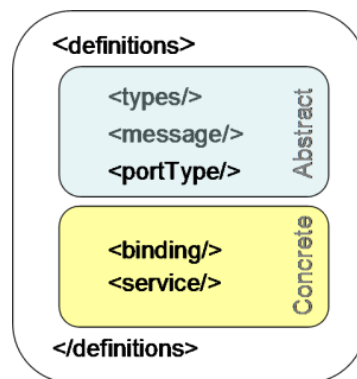 <definitions>
<types/>
<message/>
<portType/>
Abstract
<binding/>
<service/>
Concrete
</definitions>